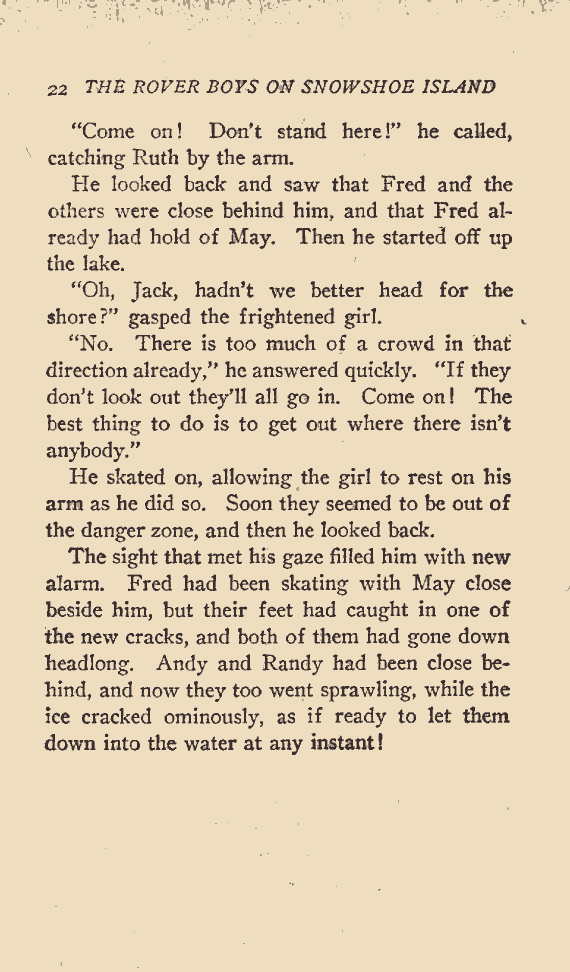 22 THE ROVER BOYS ON SNOWSHOE ISLAND
"Come on! Don't stand here!" he called,
catching Ruth by the arm.
He looked back and saw that Fred and the
others were close behind him, and that Fred al-
ready had hold of May. Then he started off up
the lake.
"Oh, Jack, hadn't we better head for the
shore?" gasped the frightened girl.
"No. There is too much of a crowd in that
direction already," he answered quickly. "If they
don't look out they'll all go in. Come on! The
best thing to do is to get out where there isn't
anybody."
He skated on, allowing the girl to rest on his
arm as he did so. Soon they seemed to be out of
the danger zone, and then he looked back.
The sight that met his gaze filled him with new
alarm. Fred had been skating with May close
beside him, but their feet had caught in one of
the new cracks, and both of them had gone down
headlong. Andy and Randy had been close be-
hind, and now they too went sprawling, while the
ice cracked ominously, as if ready to let them
down into the water at any instant!